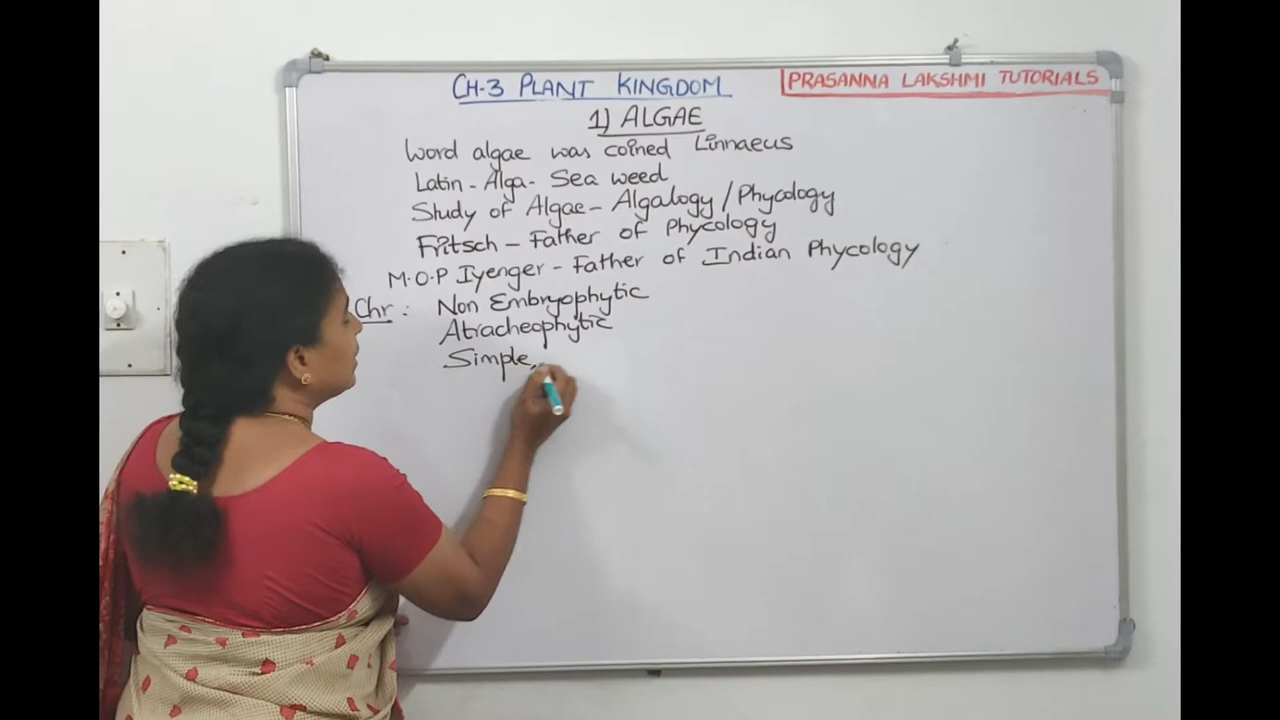 CH-3 PLANT KINGDOM
PRASANNA LAKSHMI TUTORIALS
1) ALGAE
Word algae was coined Linnaeus
Latin - Alga - Sea weed
Study of Algae - Algalogy / Phycology
Fritsch - Father of Phycology
M.O.P Iyenger - Father of Indian Phycology
Chr : Non Embryophytic
Atracheophytic
Simple,